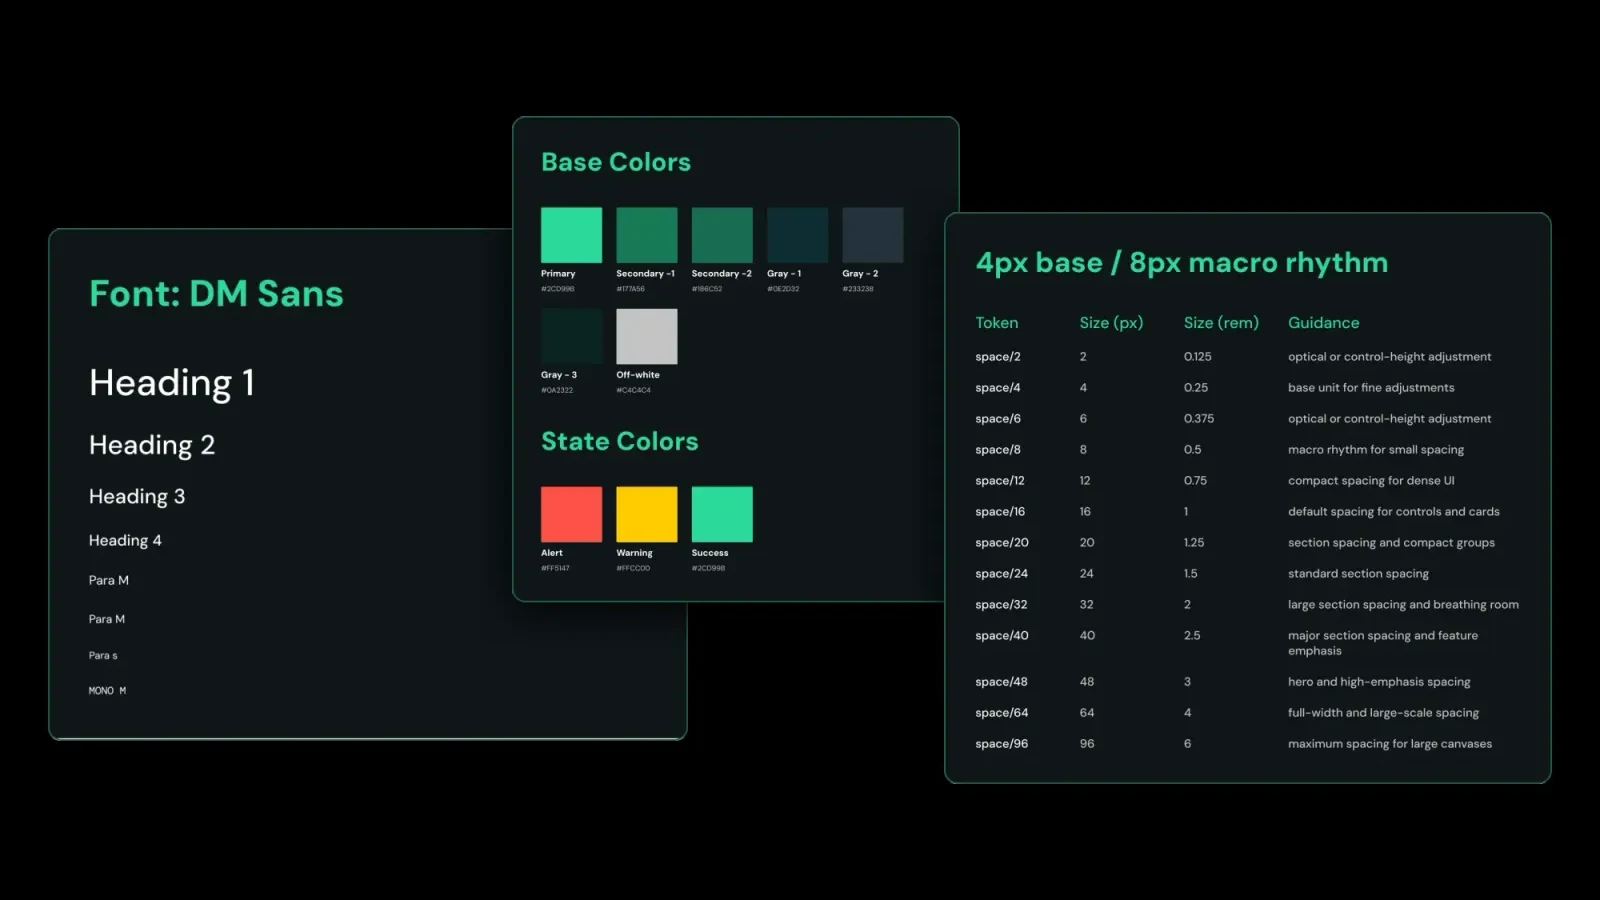 Font: DM Sans
Heading 1
Heading 2
Heading 3
Heading 4
Para M
Para M
Para s
MONO M
Base Colors
Primary Secondary -1 Secondary -2 Gray - 1 Gray - 2
#2CD99B #177A56 #186C52 #0E2D32 #233238
Gray - 3 Off-white
#0A2322 #C4C4C4
State Colors
Alert Warning Success
#FF5147 #FFCC00 #2CD99B
4px base / 8px macro rhythm
Token Size (px) Size (rem) Guidance
space/2 2 0.125 optical or control-height adjustment
space/4 4 0.25 base unit for fine adjustments
space/6 6 0.375 optical or control-height adjustment
space/8 8 0.5 macro rhythm for small spacing
space/12 12 0.75 compact spacing for dense UI
space/16 16 1 default spacing for controls and cards
space/20 20 1.25 section spacing and compact groups
space/24 24 1.5 standard section spacing
space/32 32 2 large section spacing and breathing room
space/40 40 2.5 major section spacing and feature
emphasis
space/48 48 3 hero and high-emphasis spacing
space/64 64 4 full-width and large-scale spacing
space/96 96 6 maximum spacing for large canvases